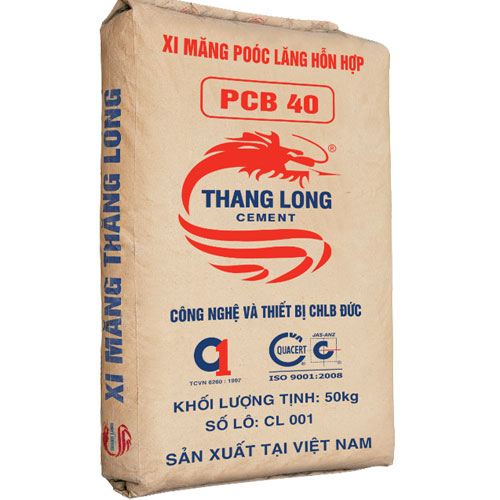 XI MĂNG POÓC LĂNG HỖN HỢP
PCB 40
®
THANG LONG
CEMENT
CÔNG NGHỆ VÀ THIẾT BỊ CHLB ĐỨC
JAS-ANZ
QUACERT
TCVN 6260 : 1997
ISO 9001:2008
KHỐI LƯỢNG TỊNH: 50kg
SỐ LÔ: CL 001
SẢN XUẤT TẠI VIỆT NAM
XI MĂNG THĂNG LONG
THANG LONG